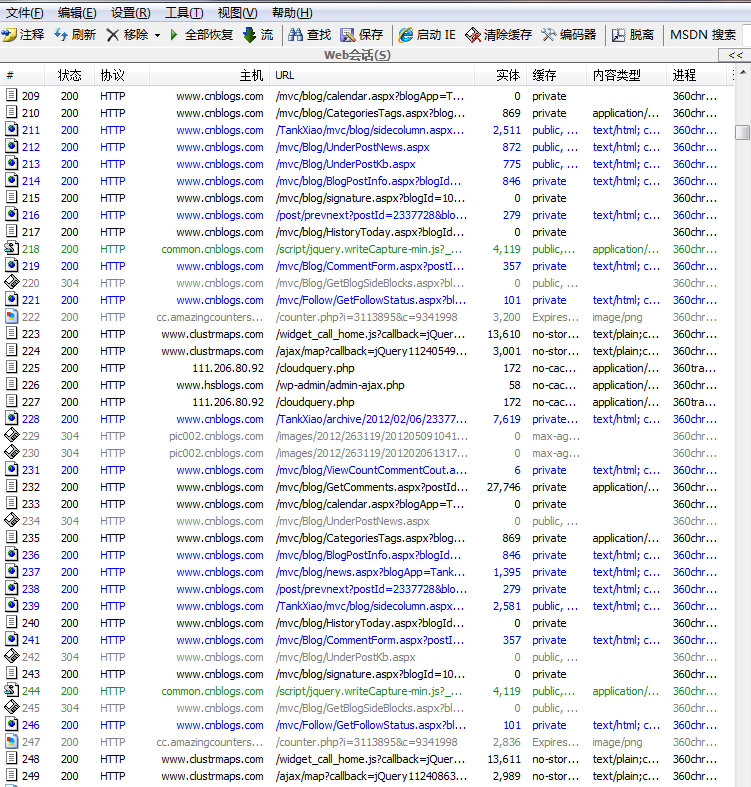 文件(F) 编辑(E) 设置(R) 工具(T) 视图(V) 帮助(H)
注释 刷新 移除 全部恢复 流 查找 保存 启动 IE 清除缓存 编码器 脱离 MSDN 搜索
Web会话(S) <<
# 状态 协议 主机 URL 实体 缓存 内容类型 进程
209 200 HTTP www.cnblogs.com /mvc/blog/calendar.aspx?blogApp=T... 0 private 360chr...
210 200 HTTP www.cnblogs.com /mvc/blog/CategoriesTags.aspx?blog... 869 private application/... 360chr...
211 200 HTTP www.cnblogs.com /TankXiao/mvc/blog/sidecolumn.aspx... 2,511 public, ... text/html; c... 360chr...
212 200 HTTP www.cnblogs.com /mvc/Blog/UnderPostNews.aspx 872 public, ... text/html; c... 360chr...
213 200 HTTP www.cnblogs.com /mvc/Blog/UnderPostKb.aspx 775 public, ... text/html; c... 360chr...
214 200 HTTP www.cnblogs.com /mvc/blog/BlogPostInfo.aspx?blogId... 846 private text/html; c... 360chr...
215 200 HTTP www.cnblogs.com /mvc/blog/signature.aspx?blogId=10... 0 private 360chr...
216 200 HTTP www.cnblogs.com /post/prevnext?postId=2337728&blo... 279 private text/html; c... 360chr...
217 200 HTTP www.cnblogs.com /mvc/Blog/HistoryToday.aspx?blogId... 0 private 360chr...
218 200 HTTP common.cnblogs.com /script/jquery.writeCapture-min.js?_... 4,119 public,... application/... 360chr...
219 200 HTTP www.cnblogs.com /mvc/Blog/CommentForm.aspx?postI... 357 private text/html; c... 360chr...
220 304 HTTP www.cnblogs.com /mvc/Blog/GetBlogSideBlocks.aspx?bl... 0 public, ... 360chr...
221 200 HTTP www.cnblogs.com /mvc/Follow/GetFollowStatus.aspx?bl... 101 private text/html; c... 360chr...
222 200 HTTP cc.amazingcounters... /counter.php?i=3113895&c=9341998 3,200 Expires... image/png 360chr...
223 200 HTTP www.clustrmaps.com /widget_call_home.js?callback=jQuer... 13,610 no-stor... text/plain;c... 360chr...
224 200 HTTP www.clustrmaps.com /ajax/map?callback=jQuery11240549... 3,001 no-stor... text/plain;c... 360chr...
225 200 HTTP 111.206.80.92 /cloudquery.php 172 no-cac... application/... 360tra...
226 200 HTTP www.hsblogs.com /wp-admin/admin-ajax.php 58 no-cac... application/... 360chr...
227 200 HTTP 111.206.80.92 /cloudquery.php 172 no-cac... application/... 360tra...
228 200 HTTP www.cnblogs.com /TankXiao/archive/2012/02/06/23377... 7,619 private... text/html; c... 360chr...
229 304 HTTP pic002.cnblogs.com /images/2012/263119/201205091041... 0 max-ag... 360chr...
230 304 HTTP pic002.cnblogs.com /images/2012/263119/201202061317... 0 max-ag... 360chr...
231 200 HTTP www.cnblogs.com /mvc/blog/ViewCountCommentCout.a... 6 private text/html; c... 360chr...
232 200 HTTP www.cnblogs.com /mvc/blog/GetComments.aspx?postId... 27,746 private application/... 360chr...
233 200 HTTP www.cnblogs.com /mvc/blog/calendar.aspx?blogApp=T... 0 private 360chr...
234 304 HTTP www.cnblogs.com /mvc/Blog/UnderPostNews.aspx 0 public, ... 360chr...
235 200 HTTP www.cnblogs.com /mvc/blog/CategoriesTags.aspx?blog... 869 private application/... 360chr...
236 200 HTTP www.cnblogs.com /mvc/blog/BlogPostInfo.aspx?blogId... 846 private text/html; c... 360chr...
237 200 HTTP www.cnblogs.com /mvc/blog/news.aspx?blogApp=Tank... 1,395 private text/html; c... 360chr...
238 200 HTTP www.cnblogs.com /post/prevnext?postId=2337728&blo... 279 private text/html; c... 360chr...
239 200 HTTP www.cnblogs.com /TankXiao/mvc/blog/sidecolumn.aspx... 2,581 public, ... text/html; c... 360chr...
240 200 HTTP www.cnblogs.com /mvc/Blog/HistoryToday.aspx?blogId... 0 private 360chr...
241 200 HTTP www.cnblogs.com /mvc/Blog/CommentForm.aspx?postI... 357 private text/html; c... 360chr...
242 304 HTTP www.cnblogs.com /mvc/Blog/UnderPostKb.aspx 0 public, ... 360chr...
243 200 HTTP www.cnblogs.com /mvc/blog/signature.aspx?blogId=10... 0 private 360chr...
244 200 HTTP common.cnblogs.com /script/jquery.writeCapture-min.js?_... 4,119 public,... application/... 360chr...
245 304 HTTP www.cnblogs.com /mvc/Blog/GetBlogSideBlocks.aspx?bl... 0 public, ... 360chr...
246 200 HTTP www.cnblogs.com /mvc/Follow/GetFollowStatus.aspx?bl... 101 private text/html; c... 360chr...
247 200 HTTP cc.amazingcounters... /counter.php?i=3113895&c=9341998 2,836 Expires... image/png 360chr...
248 200 HTTP www.clustrmaps.com /widget_call_home.js?callback=jQuer... 13,611 no-stor... text/plain;c... 360chr...
249 200 HTTP www.clustrmaps.com /ajax/map?callback=jQuery11240863... 2,989 no-stor... text/plain;c... 360chr...